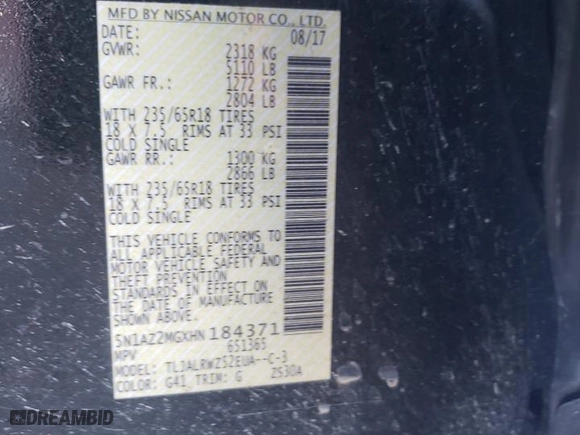 MFD BY NISSAN MOTOR CO., LTD.
DATE: 08/17
GVWR: 2318 KG
5110 LB
GAWR FR.: 1272 KG
2804 LB
WITH 235/65R18 TIRES
18 X 7.5 RIMS AT 33 PSI
COLD SINGLE
GAWR RR.: 1300 KG
2866 LB
WITH 235/65R18 TIRES
18 X 7.5 RIMS AT 33 PSI
COLD SINGLE
THIS VEHICLE CONFORMS TO
ALL APPLICABLE FEDERAL
MOTOR VEHICLE SAFETY AND
THEFT PREVENTION
STANDARDS IN EFFECT ON
THE DATE OF MANUFACTURE
5N1AZ2MGXHN184371
MPV 651365
TLJALRWZ52EUA--C-3
COLOR: G41 TRIM: G Z530A
DREAMBID